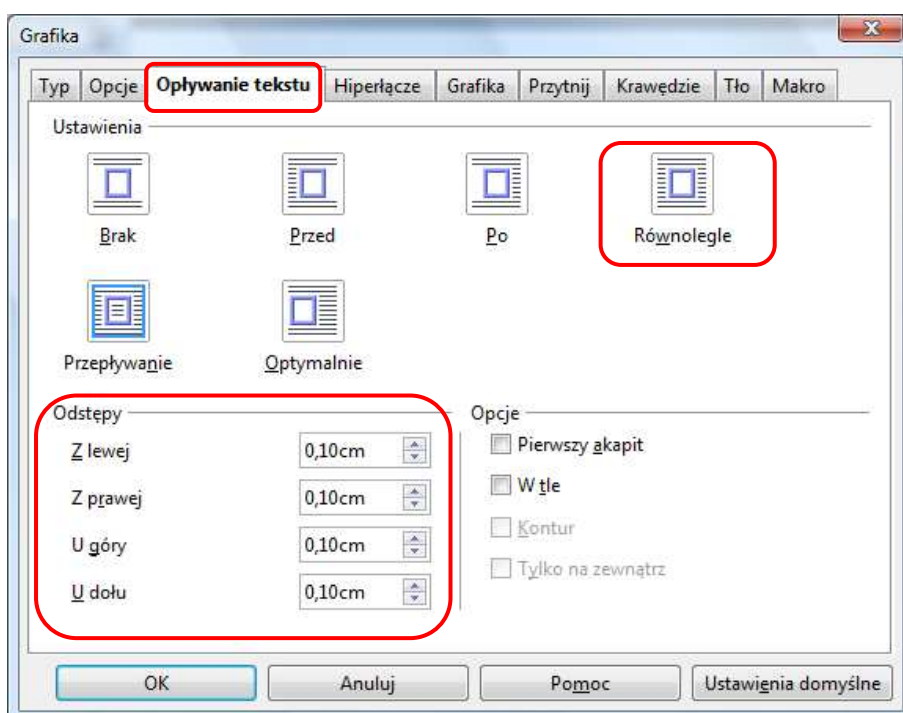 Grafika
Typ Opcje Opływanie tekstu Hiperłącze Grafika Przytnij Krawędzie Tło Makro
Ustawienia
Brak Przed Po Równolegle
Przepływanie Optymalnie
Odstępy Opcje
Z lewej 0,10cm Pierwszy akapit
Z prawej 0,10cm W tle
U góry 0,10cm Kontur
U dołu 0,10cm Tylko na zewnątrz
OK Anuluj Pomoc Ustawienia domyślne